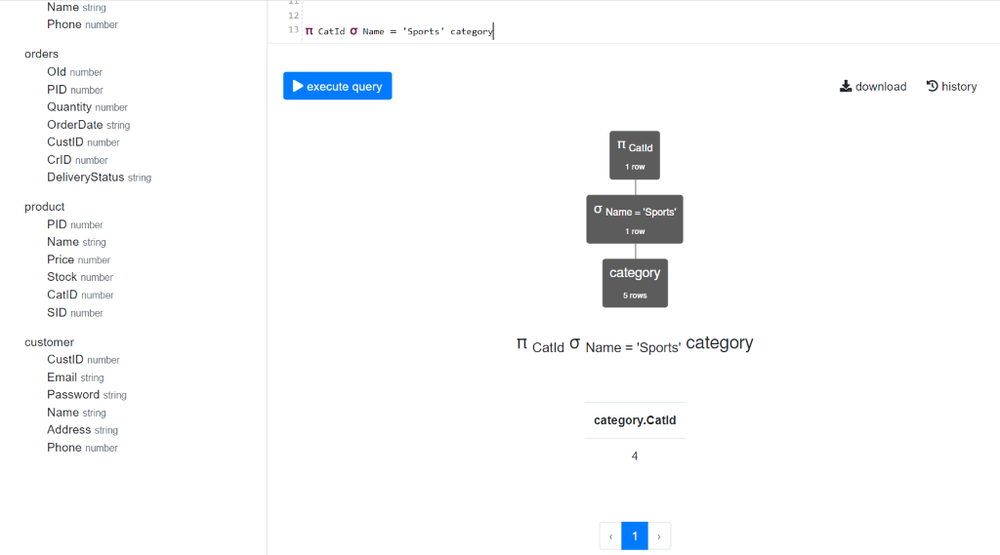 Name string
Phone number
orders
OId number
PID number
Quantity number
OrderDate string
CustID number
CrID number
DeliveryStatus string
product
PID number
Name string
Price number
Stock number
CatID number
SID number
customer
CustID number
Email string
Password string
Name string
Address string
Phone number
11
12
13 π CatId σ Name = 'Sports' category
execute query
download
history
π CatId
1 row
σ Name = 'Sports'
1 row
category
5 rows
π CatId σ Name = 'Sports' category
category.CatId
4
‹ 1 ›